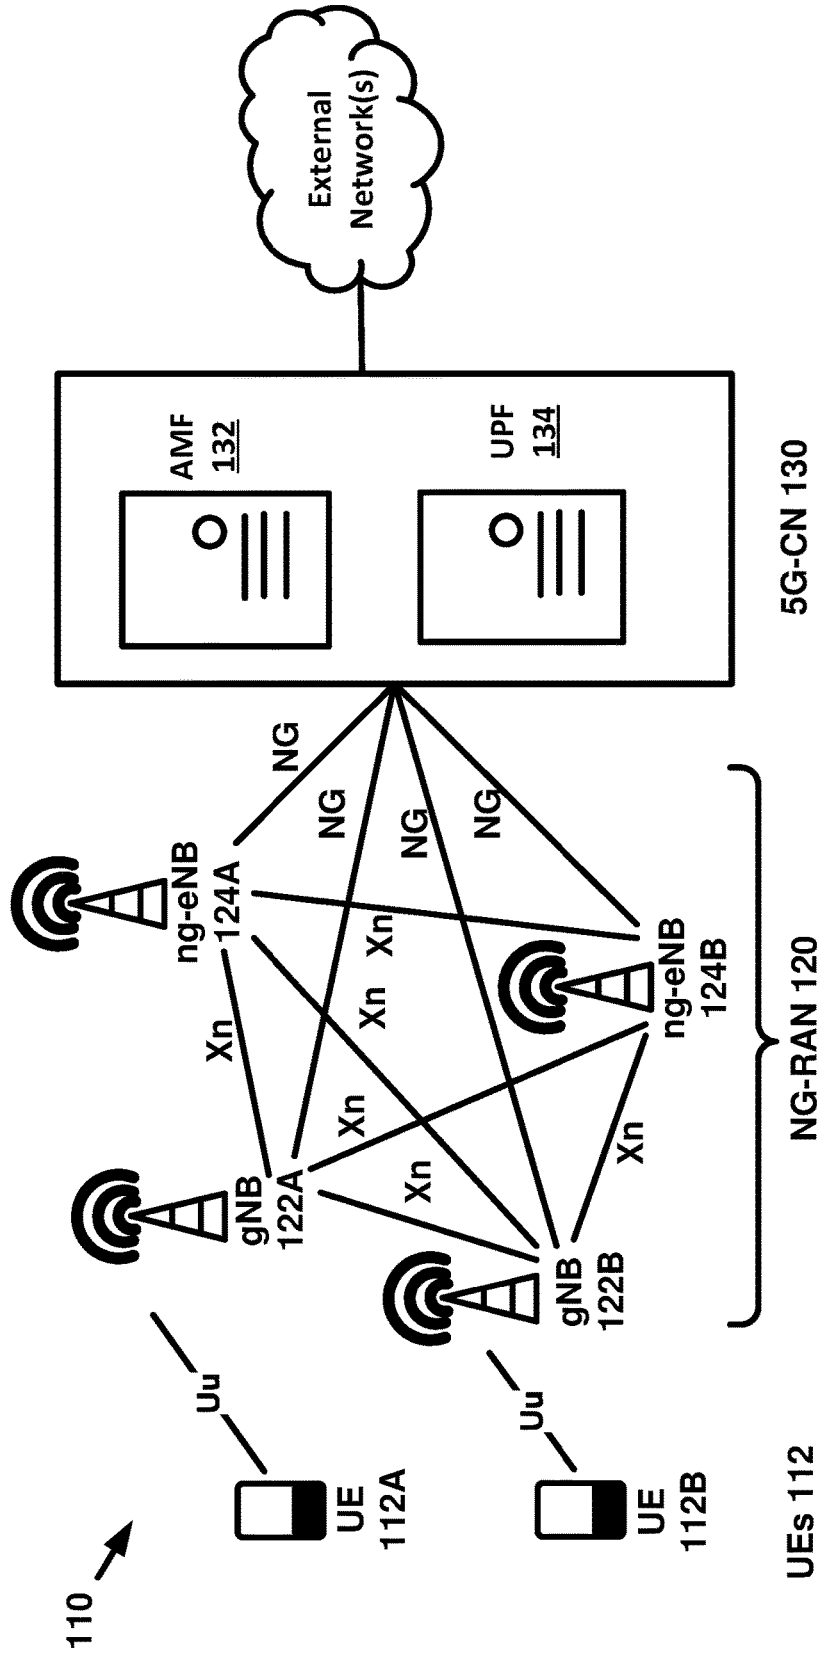 110
UE
112A
UE
112B
UEs 112
Uu
Uu
gNB
122A
gNB
122B
ng-eNB
124A
ng-eNB
124B
Xn
Xn
Xn
Xn
Xn
Xn
NG
NG
NG
NG
NG-RAN 120
AMF
132
UPF
134
5G-CN 130
External
Network(s)